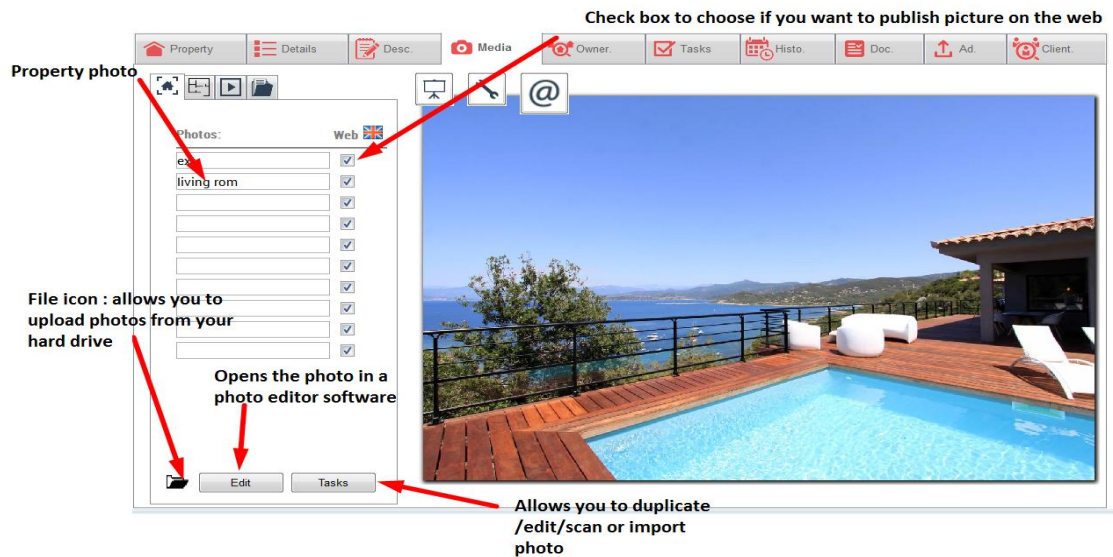 Check box to choose if you want to publish picture on the web
Property Details Desc. Media Owner. Tasks Histo. Doc. Ad. Client.
Property photo
@
Photos: Web
ex
living rom
File icon : allows you to
upload photos from your
hard drive
Opens the photo in a
photo editor software
Edit Tasks
Allows you to duplicate
/edit/scan or import
photo